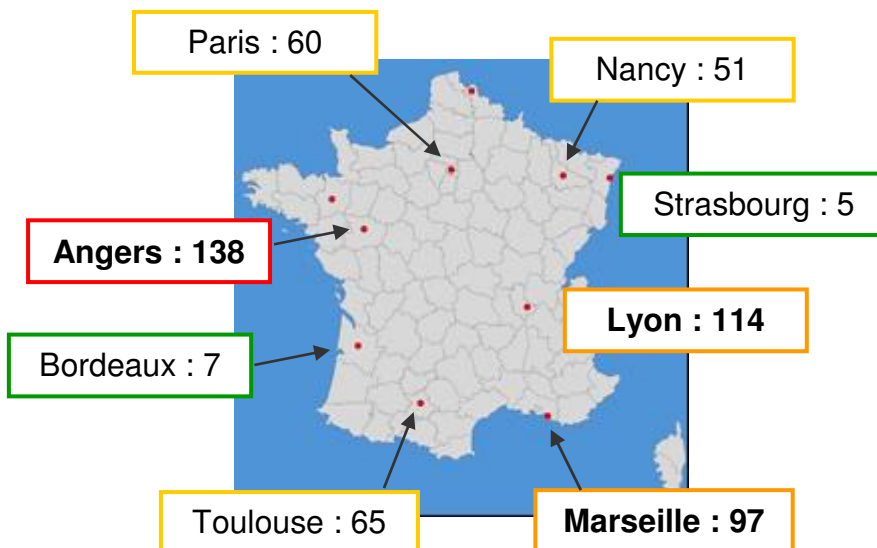 Paris : 60
Nancy : 51
Strasbourg : 5
Angers : 138
Lyon : 114
Bordeaux : 7
Toulouse : 65
Marseille : 97